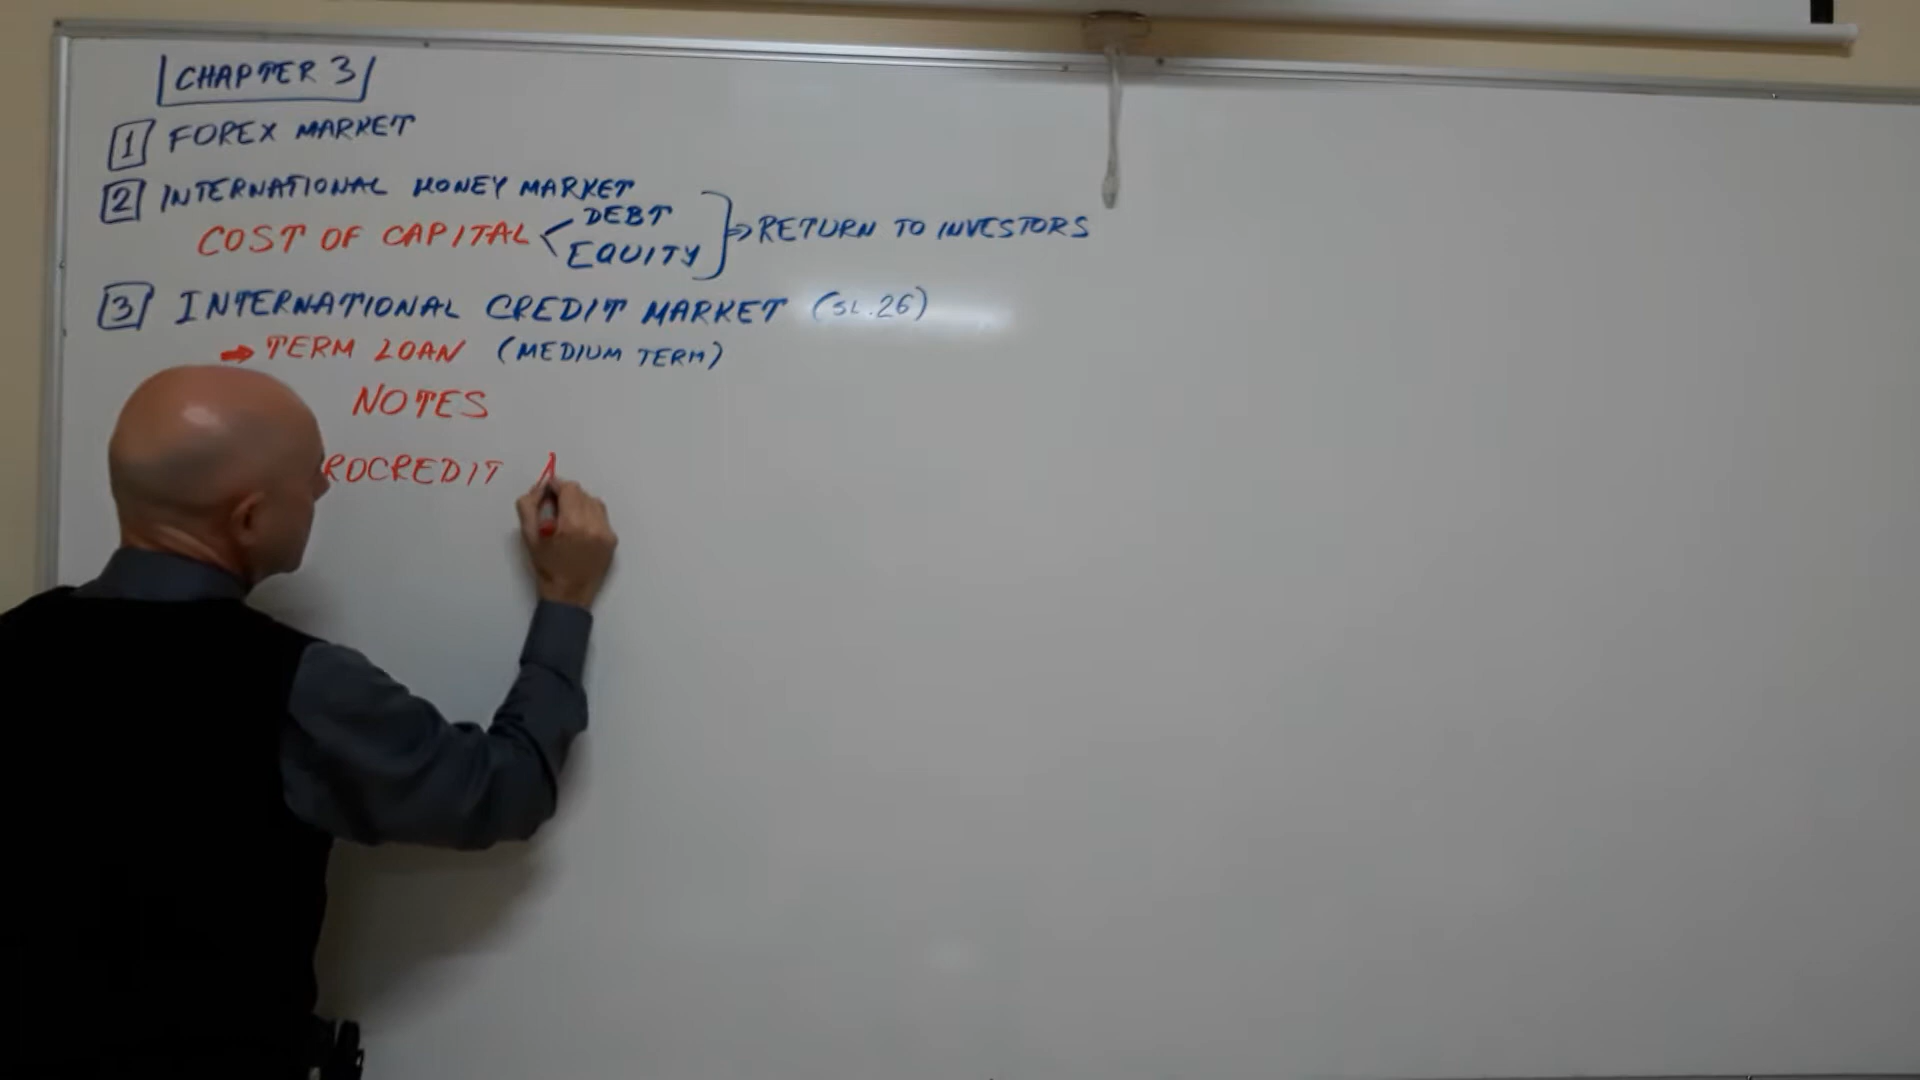 CHAPTER 3
1 FOREX MARKET
2 INTERNATIONAL MONEY MARKET
COST OF CAPITAL < DEBT
EQUITY } => RETURN TO INVESTORS
3 INTERNATIONAL CREDIT MARKET (SL.26)
→ TERM LOAN (MEDIUM TERM)
NOTES
ROCREDIT